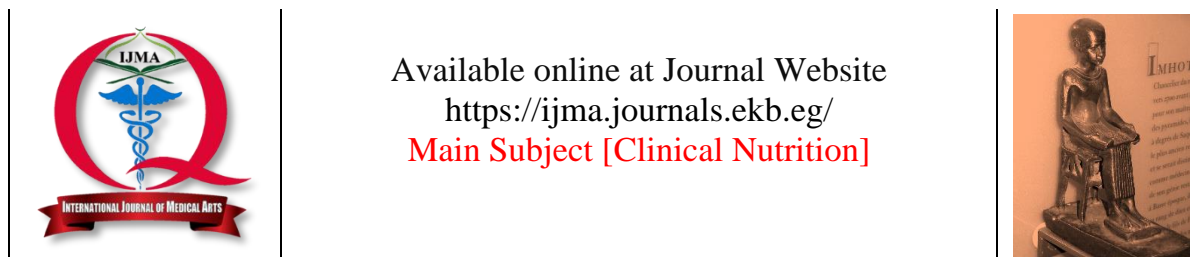 IJMA
INTERNATIONAL JOURNAL OF MEDICAL ARTS
Available online at Journal Website
https://ijma.journals.ekb.eg/
Main Subject [Clinical Nutrition]
IMHOT